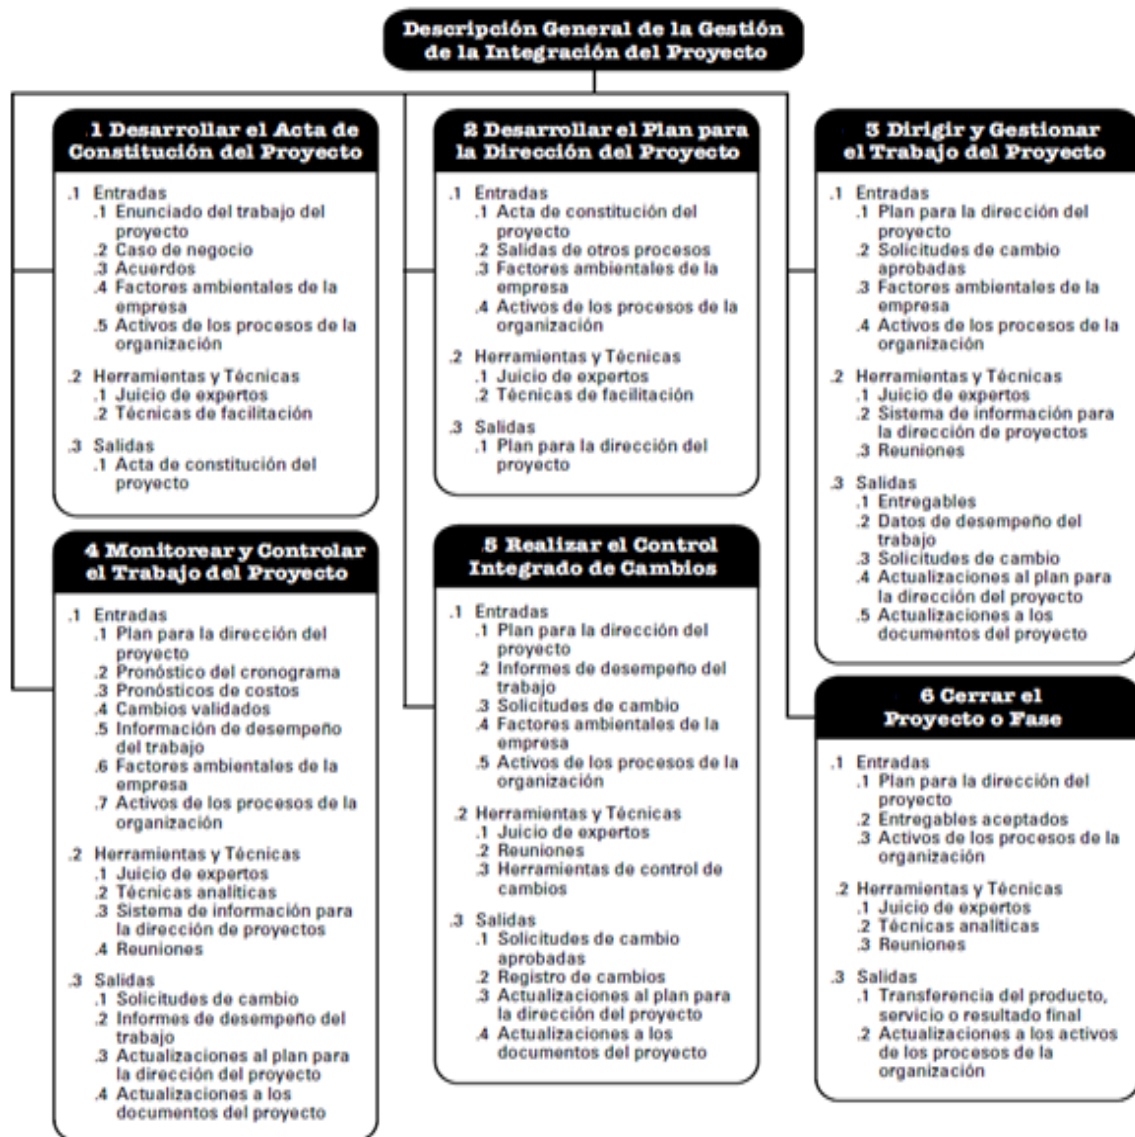 Descripción General de la Gestión
de la Integración del Proyecto
.1 Desarrollar el Acta de
Constitución del Proyecto
.1 Entradas
.1 Enunciado del trabajo del
proyecto
.2 Caso de negocio
.3 Acuerdos
.4 Factores ambientales de la
empresa
.5 Activos de los procesos de la
organización
.2 Herramientas y Técnicas
.1 Juicio de expertos
.2 Técnicas de facilitación
.3 Salidas
.1 Acta de constitución del
proyecto
2 Desarrollar el Plan para
la Dirección del Proyecto
.1 Entradas
.1 Acta de constitución del
proyecto
.2 Salidas de otros procesos
.3 Factores ambientales de la
empresa
.4 Activos de los procesos de la
organización
.2 Herramientas y Técnicas
.1 Juicio de expertos
.2 Técnicas de facilitación
.3 Salidas
.1 Plan para la dirección del
proyecto
3 Dirigir y Gestionar
el Trabajo del Proyecto
.1 Entradas
.1 Plan para la dirección del
proyecto
.2 Solicitudes de cambio
aprobadas
.3 Factores ambientales de la
empresa
.4 Activos de los procesos de la
organización
.2 Herramientas y Técnicas
.1 Juicio de expertos
.2 Sistema de información para
la dirección de proyectos
.3 Reuniones
.3 Salidas
.1 Entregables
.2 Datos de desempeño del
trabajo
.3 Solicitudes de cambio
.4 Actualizaciones al plan para
la dirección del proyecto
.5 Actualizaciones a los
documentos del proyecto
4 Monitorear y Controlar
el Trabajo del Proyecto
.1 Entradas
.1 Plan para la dirección del
proyecto
.2 Pronóstico del cronograma
.3 Pronósticos de costos
.4 Cambios validados
.5 Información de desempeño
del trabajo
.6 Factores ambientales de la
empresa
.7 Activos de los procesos de la
organización
.2 Herramientas y Técnicas
.1 Juicio de expertos
.2 Técnicas analíticas
.3 Sistema de información para
la dirección de proyectos
.4 Reuniones
.3 Salidas
.1 Solicitudes de cambio
.2 Informes de desempeño del
trabajo
.3 Actualizaciones al plan para
la dirección del proyecto
.4 Actualizaciones a los
documentos del proyecto
.5 Realizar el Control
Integrado de Cambios
.1 Entradas
.1 Plan para la dirección del
proyecto
.2 Informes de desempeño del
trabajo
.3 Solicitudes de cambio
.4 Factores ambientales de la
empresa
.5 Activos de los procesos de la
organización
.2 Herramientas y Técnicas
.1 Juicio de expertos
.2 Reuniones
.3 Herramientas de control de
cambios
.3 Salidas
.1 Solicitudes de cambio
aprobadas
.2 Registro de cambios
.3 Actualizaciones al plan para
la dirección del proyecto
.4 Actualizaciones a los
documentos del proyecto
6 Cerrar el
Proyecto o Fase
.1 Entradas
.1 Plan para la dirección del
proyecto
.2 Entregables aceptados
.3 Activos de los procesos de la
organización
.2 Herramientas y Técnicas
.1 Juicio de expertos
.2 Técnicas analíticas
.3 Reuniones
.3 Salidas
.1 Transferencia del producto,
servicio o resultado final
.2 Actualizaciones a los activos
de los procesos de la
organización